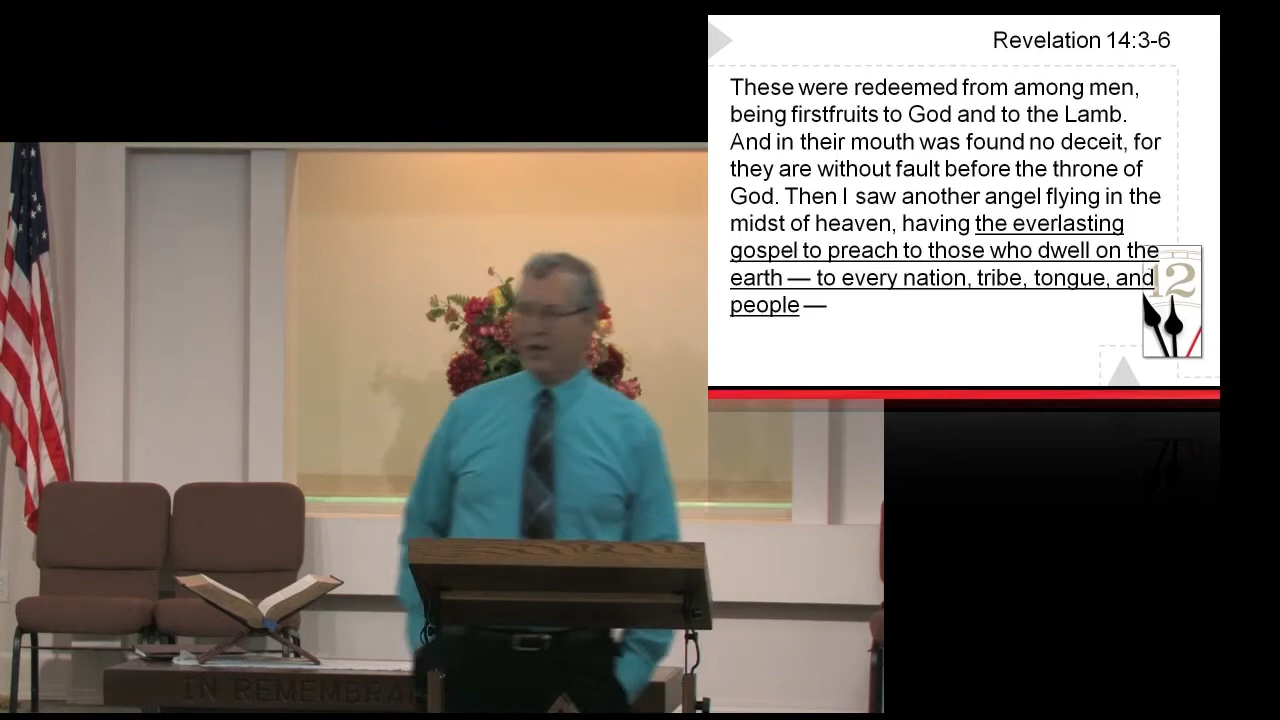 Revelation 14:3-6
These were redeemed from among men,
being firstfruits to God and to the Lamb.
And in their mouth was found no deceit, for
they are without fault before the throne of
God. Then I saw another angel flying in the
midst of heaven, having the everlasting
gospel to preach to those who dwell on the
earth — to every nation, tribe, tongue, and
people —
12
IN REMEMBRA